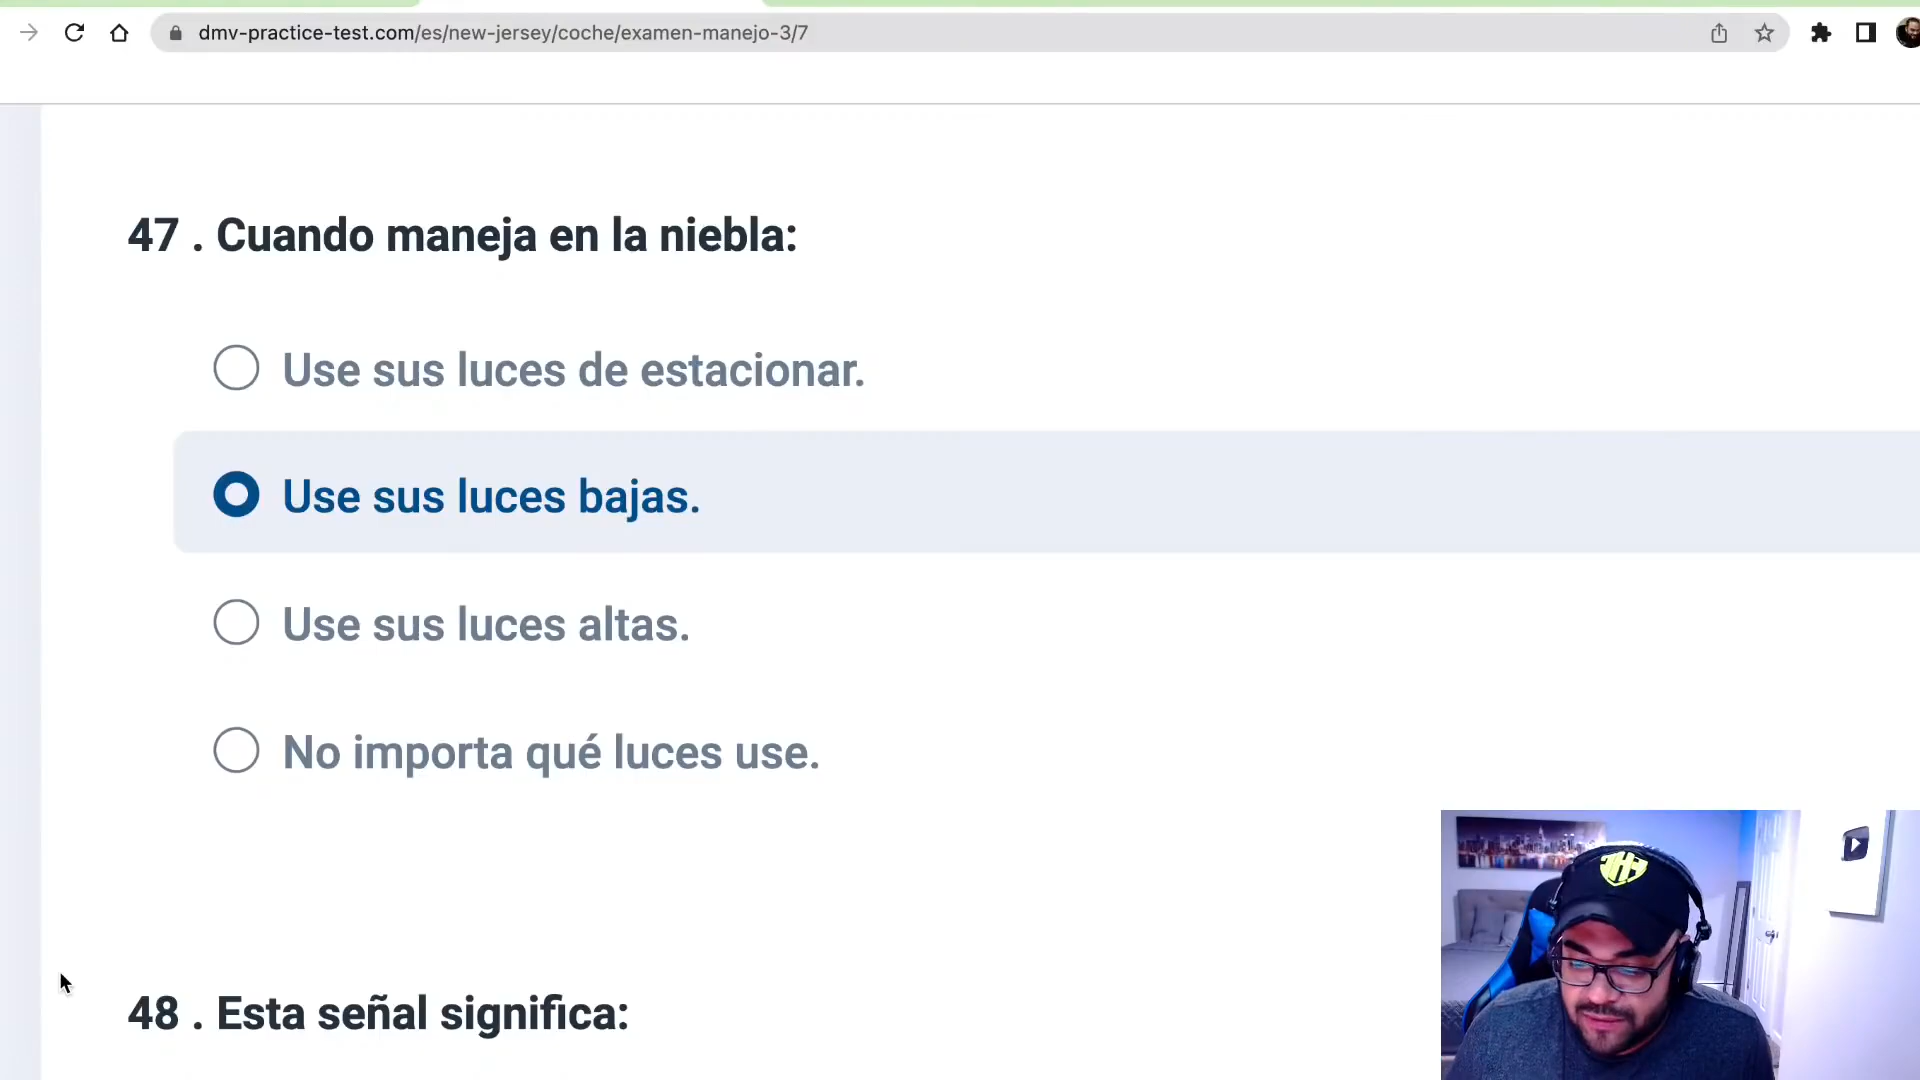 dmv-practice-test.com/es/new-jersey/coche/examen-manejo-3/7
47 . Cuando maneja en la niebla:
Use sus luces de estacionar.
Use sus luces bajas.
Use sus luces altas.
No importa qué luces use.
48 . Esta señal significa: